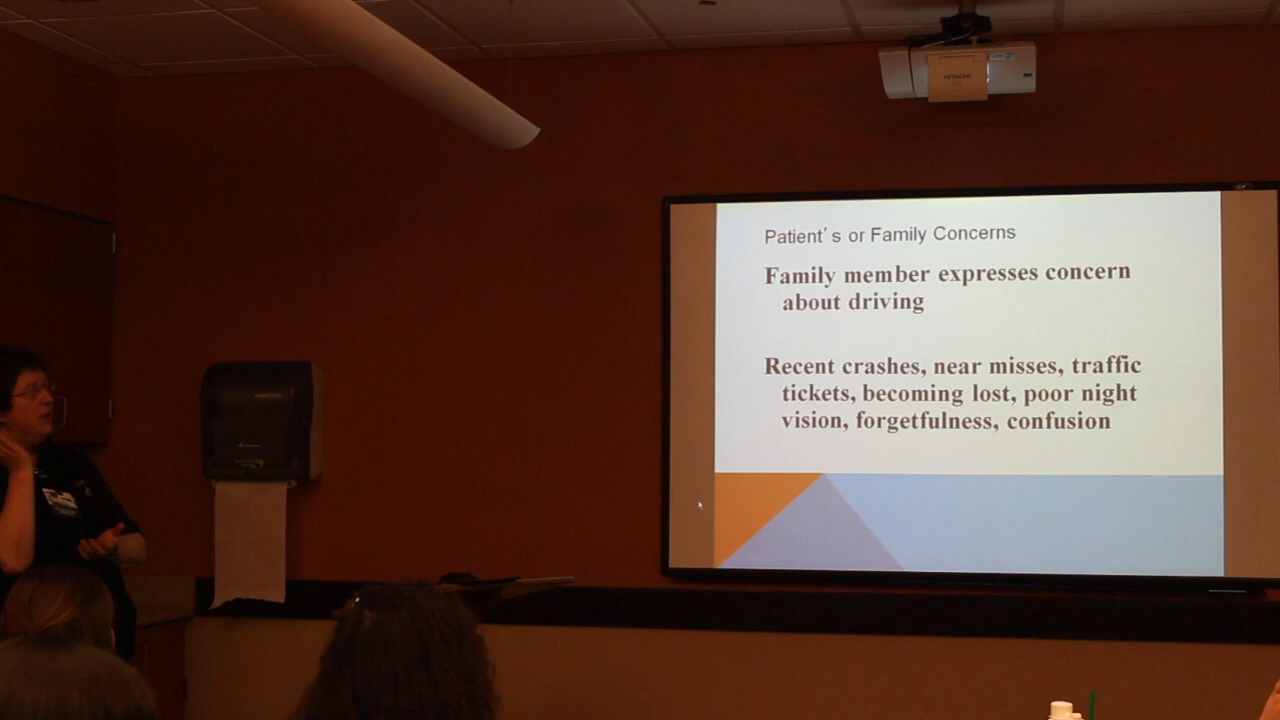 HITACHI
Patient's or Family Concerns
Family member expresses concern
about driving
Recent crashes, near misses, traffic
tickets, becoming lost, poor night
vision, forgetfulness, confusion